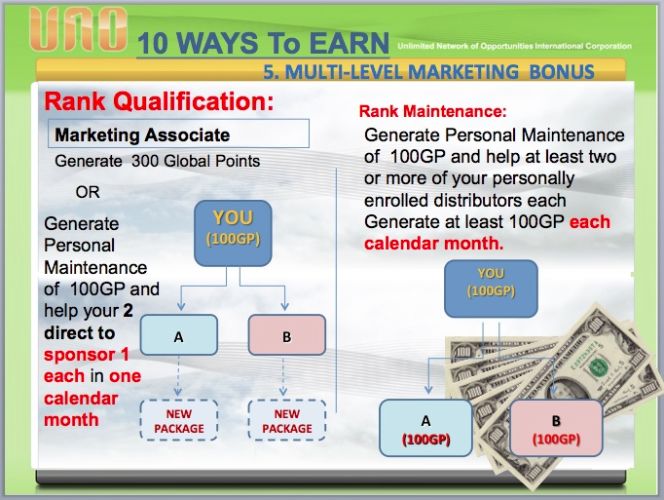 UNO
10 WAYS To EARN
Unlimited Network of Opportunities International Corporation
5. MULTI-LEVEL MARKETING BONUS
Rank Qualification:
Marketing Associate
Generate 300 Global Points
OR
Generate
Personal
Maintenance
of 100GP and
help your 2
direct to
sponsor 1
each in one
calendar
month
YOU
(100GP)
A
B
NEW
PACKAGE
NEW
PACKAGE
Rank Maintenance:
Generate Personal Maintenance
of 100GP and help at least two
or more of your personally
enrolled distributors each
Generate at least 100GP each
calendar month.
YOU
(100GP)
A
(100GP)
B
(100GP)
100
100
100